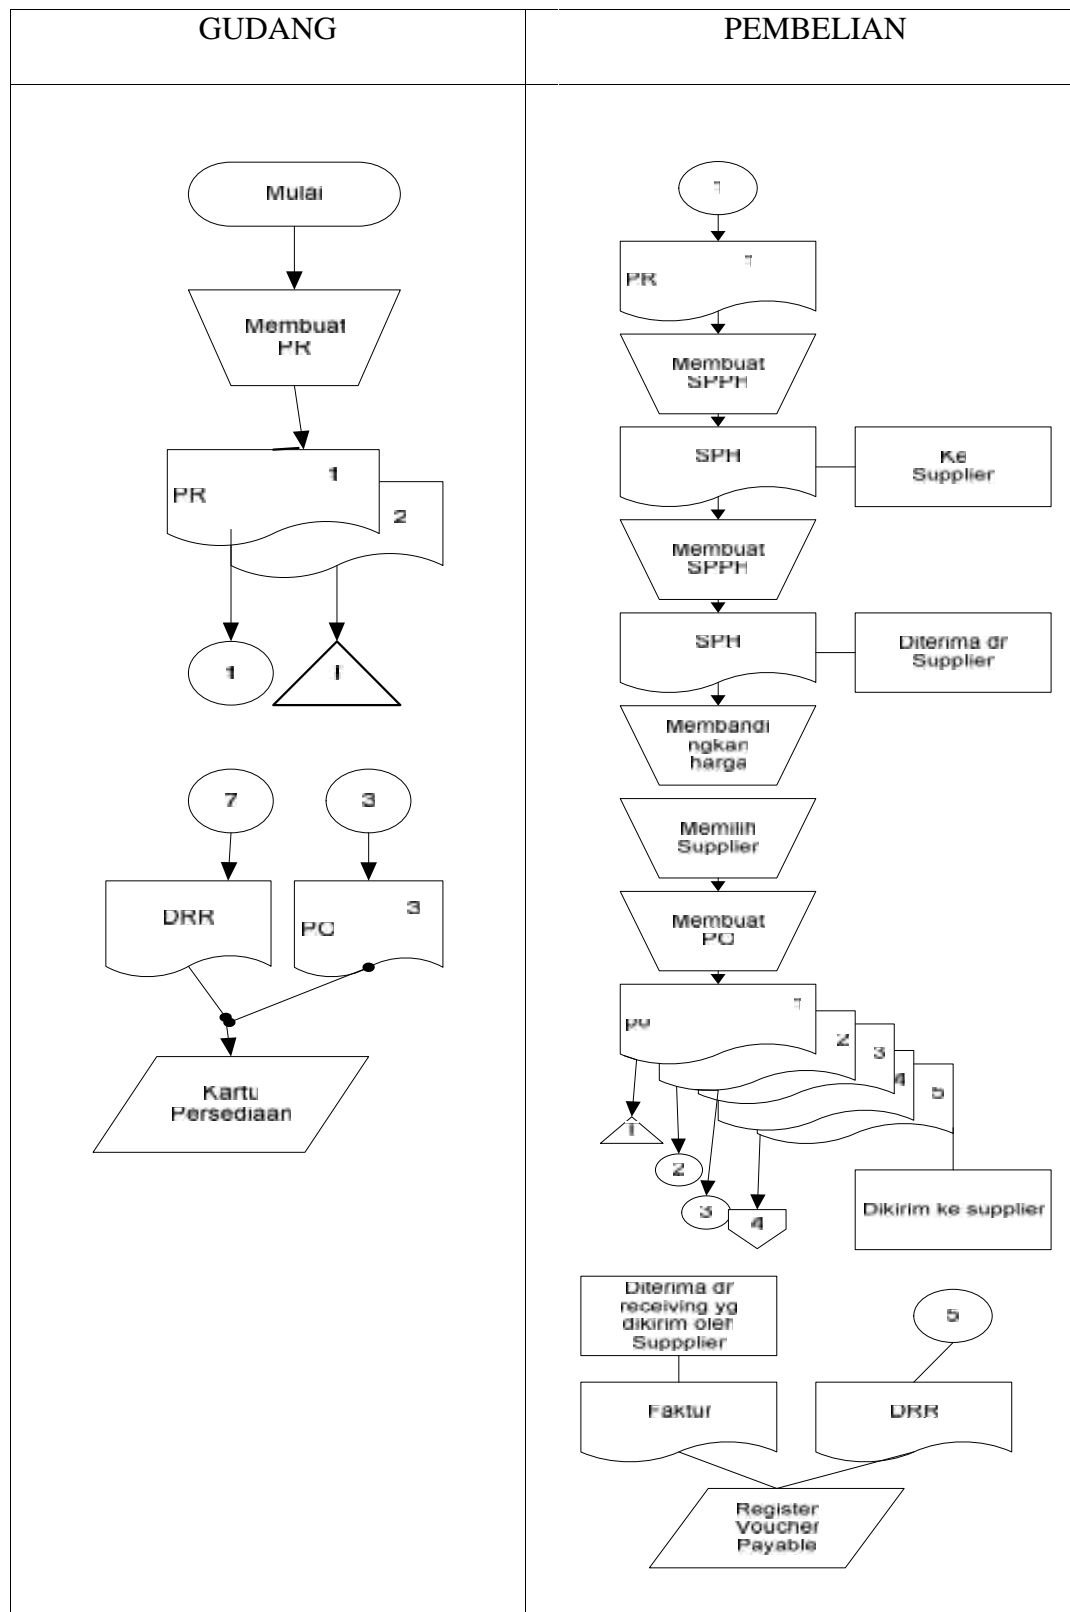 GUDANG
PEMBELIAN
Mulai
Membuat
PR
1
PR
2
1
7
3
DRR
3
PO
Kartu
Persediaan
1
1
PR
Membuat
SPPH
SPH
Ke
Supplier
Membuat
SPPH
SPH
Diterima dr
Supplier
Membandi
ngkan
harga
Memilih
Supplier
Membuat
PO
1
po
2
3
4
5
2
3
4
Dikirim ke supplier
Diterima dr
receiving yg
dikirim oleh
Suppplier
5
Faktur
DRR
Register
Voucher
Payable